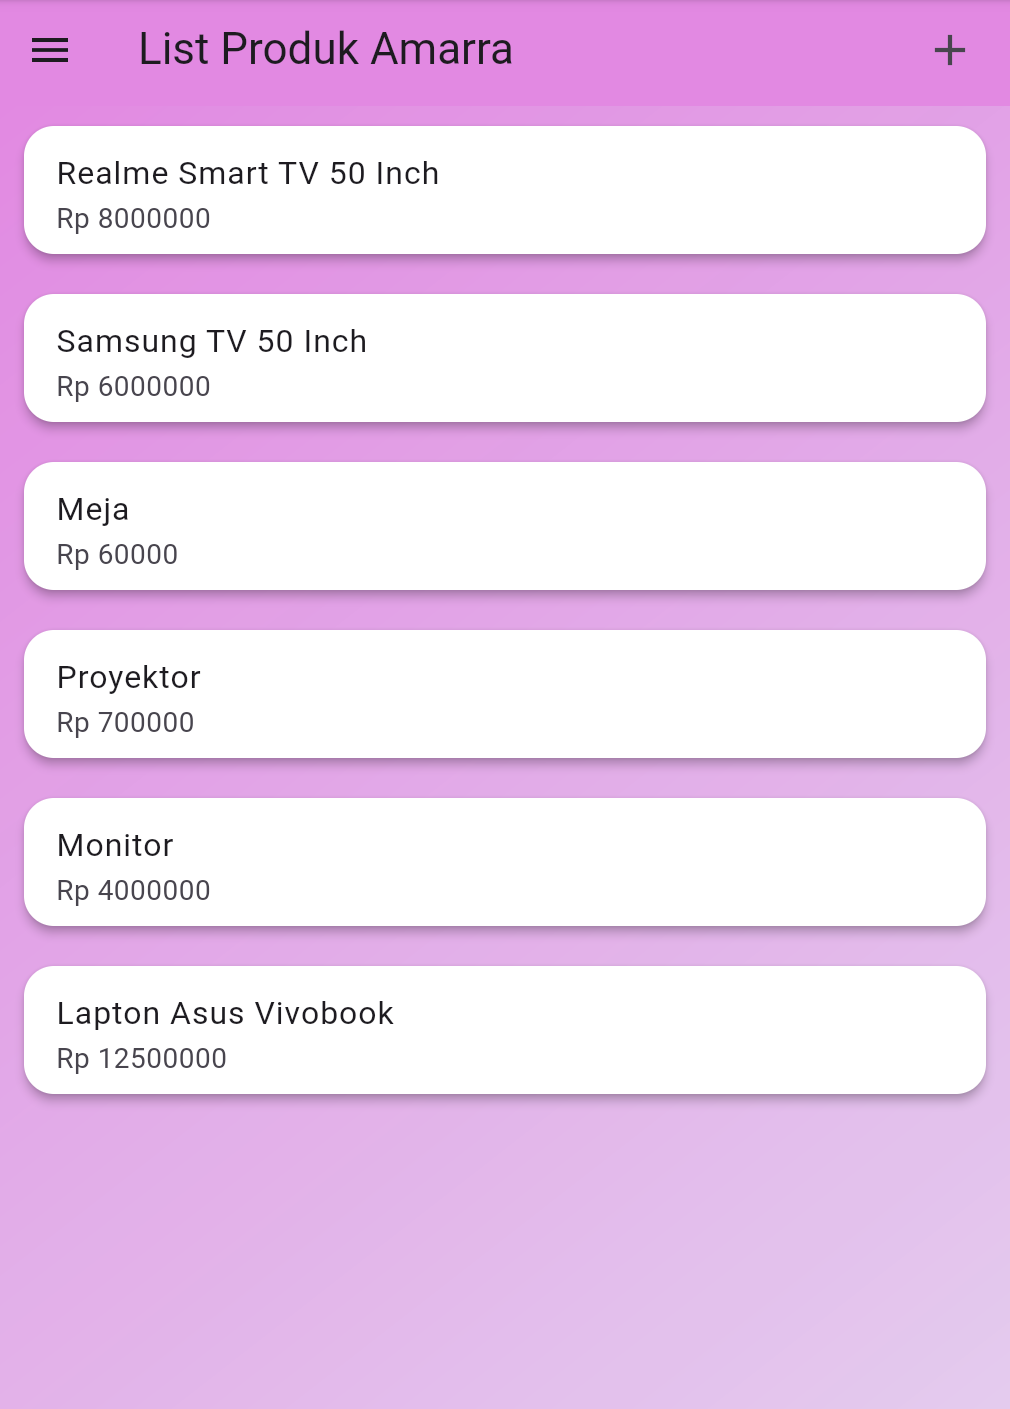 List Produk Amarra
Realme Smart TV 50 Inch
Rp 8000000
Samsung TV 50 Inch
Rp 6000000
Meja
Rp 60000
Proyektor
Rp 700000
Monitor
Rp 4000000
Lapton Asus Vivobook
Rp 12500000